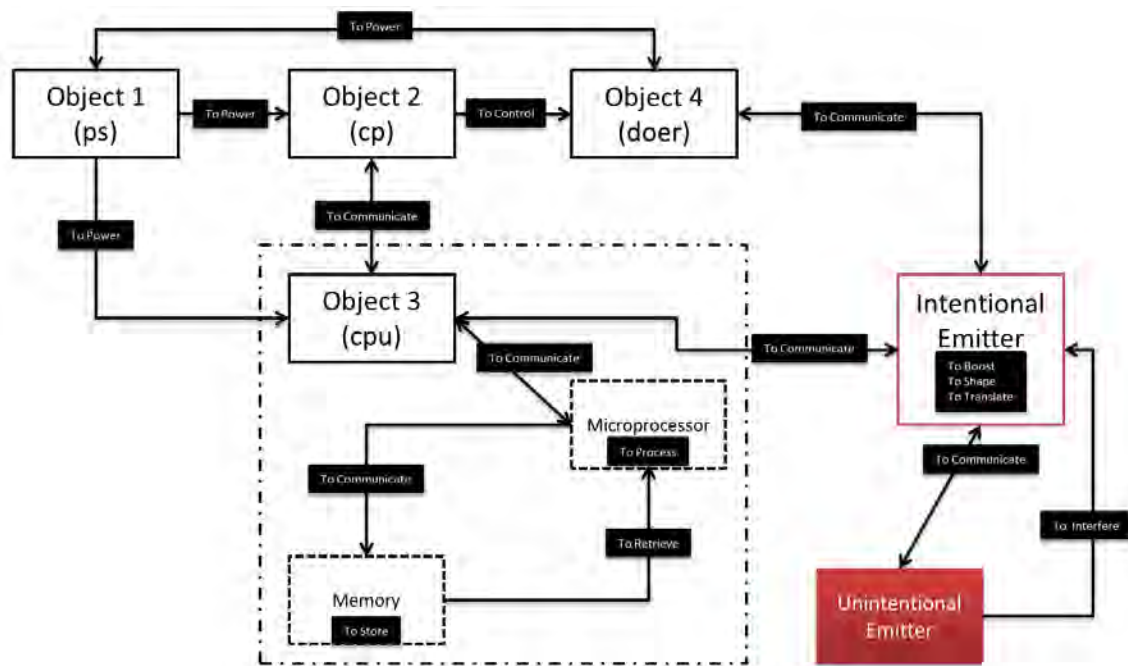 To Power
Object 1
(ps)
To Power
Object 2
(cp)
To Control
Object 4
(doer)
To Communicate
To Communicate
To Power
Object 3
(cpu)
To Communicate
To Communicate
Intentional
Emitter
To Boost
To Shape
To Translate
Microprocessor
To Process
To Communicate
To Communicate
To Interfere
To Retrieve
Memory
To Store
Unintentional
Emitter